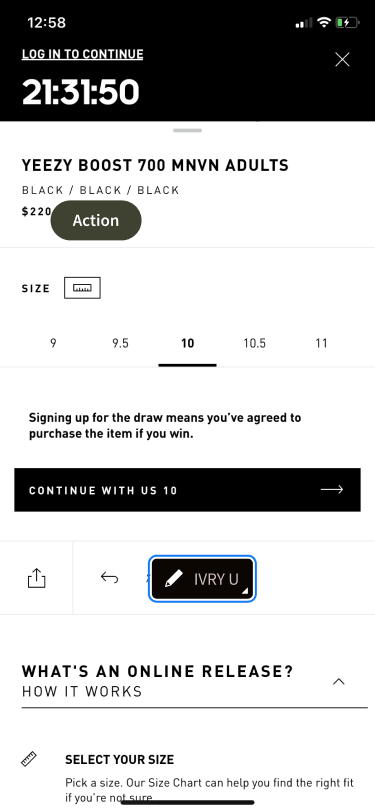 12:58
LOG IN TO CONTINUE
21:31:50
YEEZY BOOST 700 MNVN ADULTS
BLACK / BLACK / BLACK
$220
Action
SIZE
9 9.5 10 10.5 11
Signing up for the draw means you've agreed to
purchase the item if you win.
CONTINUE WITH US 10
IVRY U
WHAT'S AN ONLINE RELEASE?
HOW IT WORKS
SELECT YOUR SIZE
Pick a size. Our Size Chart can help you find the right fit
if you're not sure